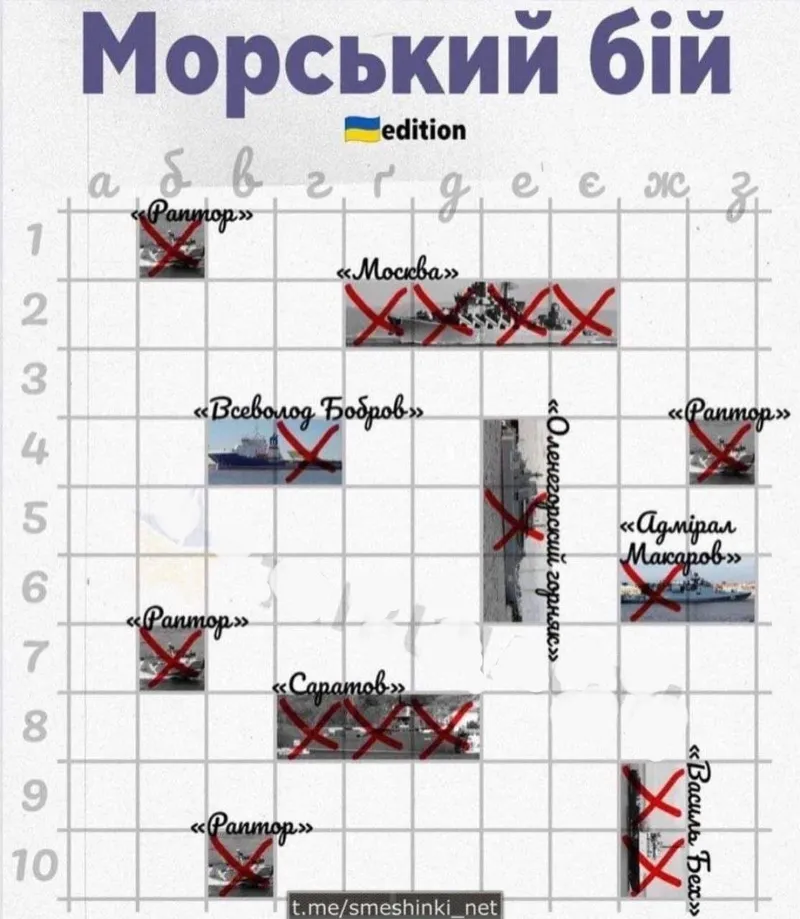 Морський бій
🇺🇦edition
а б в г ґ д е є ж з
1
«Раптор»
2
«Москва»
3
4
«Всеволод Бобров»
«Раптор»
«Оленегорский горняк»
5
«Адмірал
Макаров»
6
7
«Раптор»
8
«Саратов»
9
«Василь Бех»
10
«Раптор»
t.me/smeshinki_net